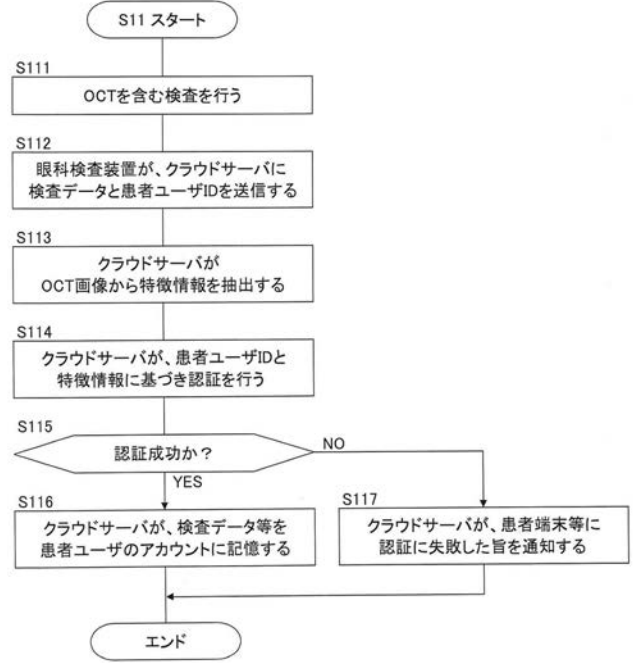 S11 スタート
S111
OCTを含む検査を行う
S112
眼科検査装置が、クラウドサーバに
検査データと患者ユーザIDを送信する
S113
クラウドサーバが
OCT画像から特徴情報を抽出する
S114
クラウドサーバが、患者ユーザIDと
特徴情報に基づき認証を行う
S115
認証成功か？
NO
YES
S116
クラウドサーバが、検査データ等を
患者ユーザのアカウントに記憶する
S117
クラウドサーバが、患者端末等に
認証に失敗した旨を通知する
エンド